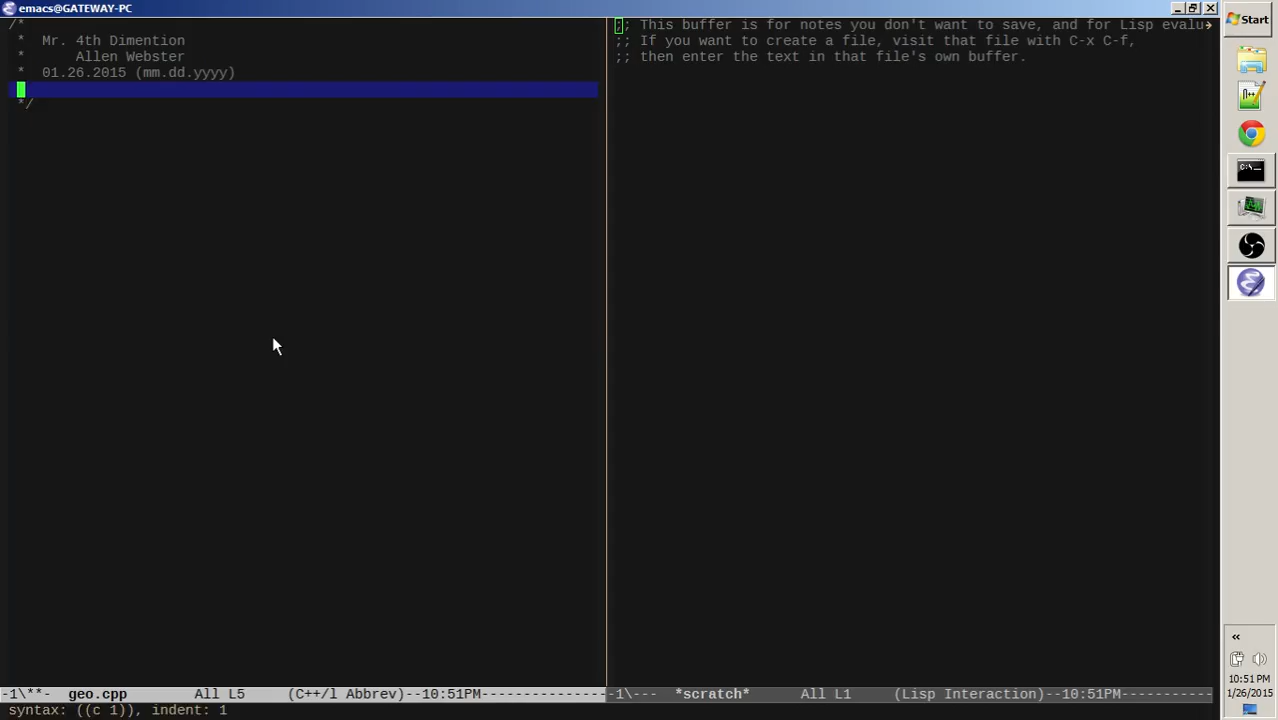 emacs@GATEWAY-PC
/*
*  Mr. 4th Dimention
*      Allen Webster
*  01.26.2015 (mm.dd.yyyy)
*/
;; This buffer is for notes you don't want to save, and for Lisp evalu
;; If you want to create a file, visit that file with C-x C-f,
;; then enter the text in that file's own buffer.
-1\**-  geo.cpp        All L5     (C++/l Abbrev)--10:51PM---------------
-1\---  *scratch*      All L1     (Lisp Interaction)--10:51PM-----------
syntax: ((c 1)), indent: 1
Start
C:\_
«
10:51 PM
1/26/2015